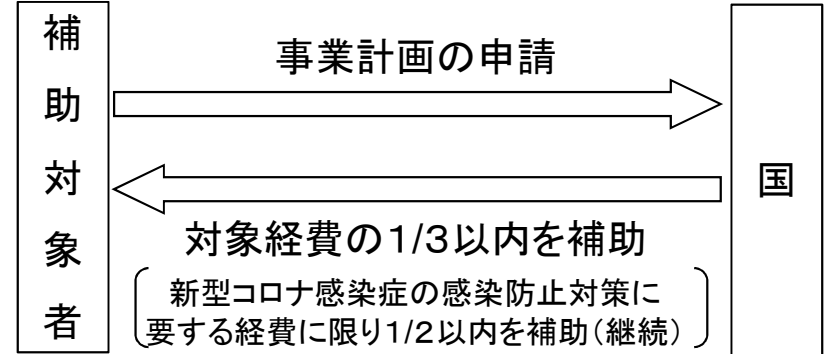 補助対象者
事業計画の申請
国
対象経費の1/3以内を補助
新型コロナ感染症の感染防止対策に
要する経費に限り1/2以内を補助(継続)